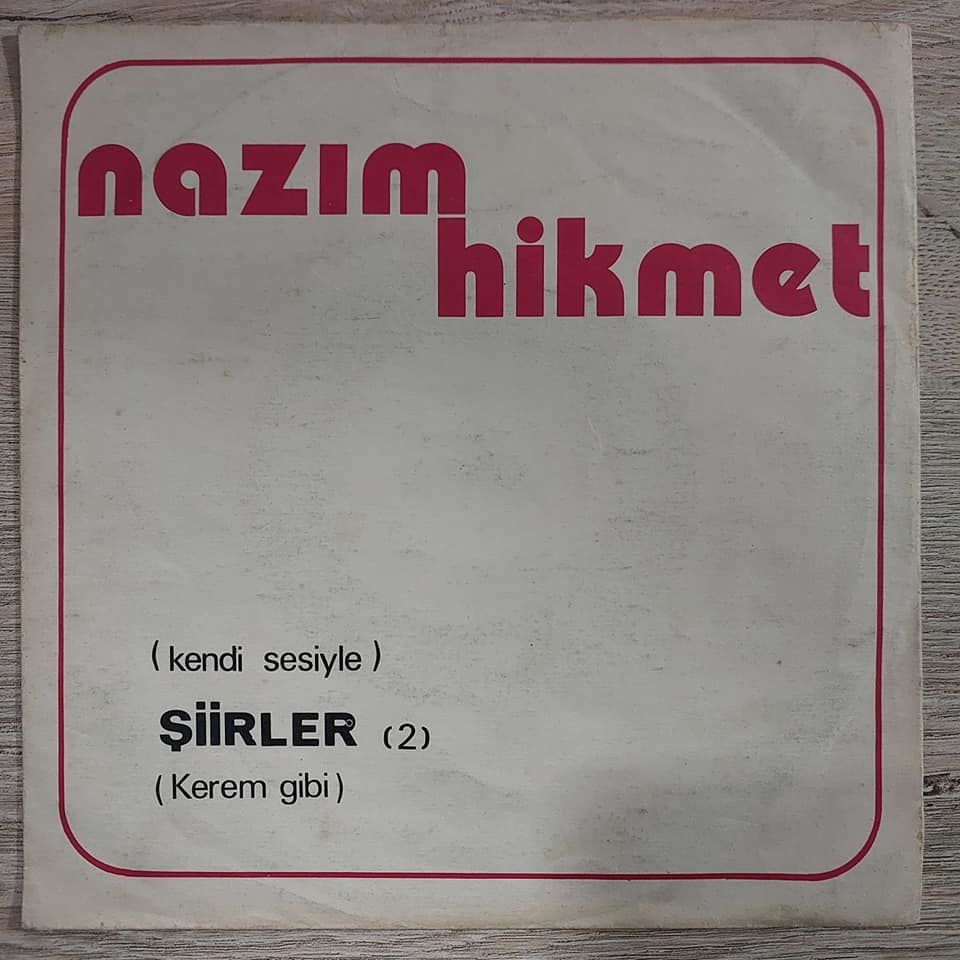 nazım
hikmet
(kendi sesiyle)
ŞİİRLER (2)
(Kerem gibi)